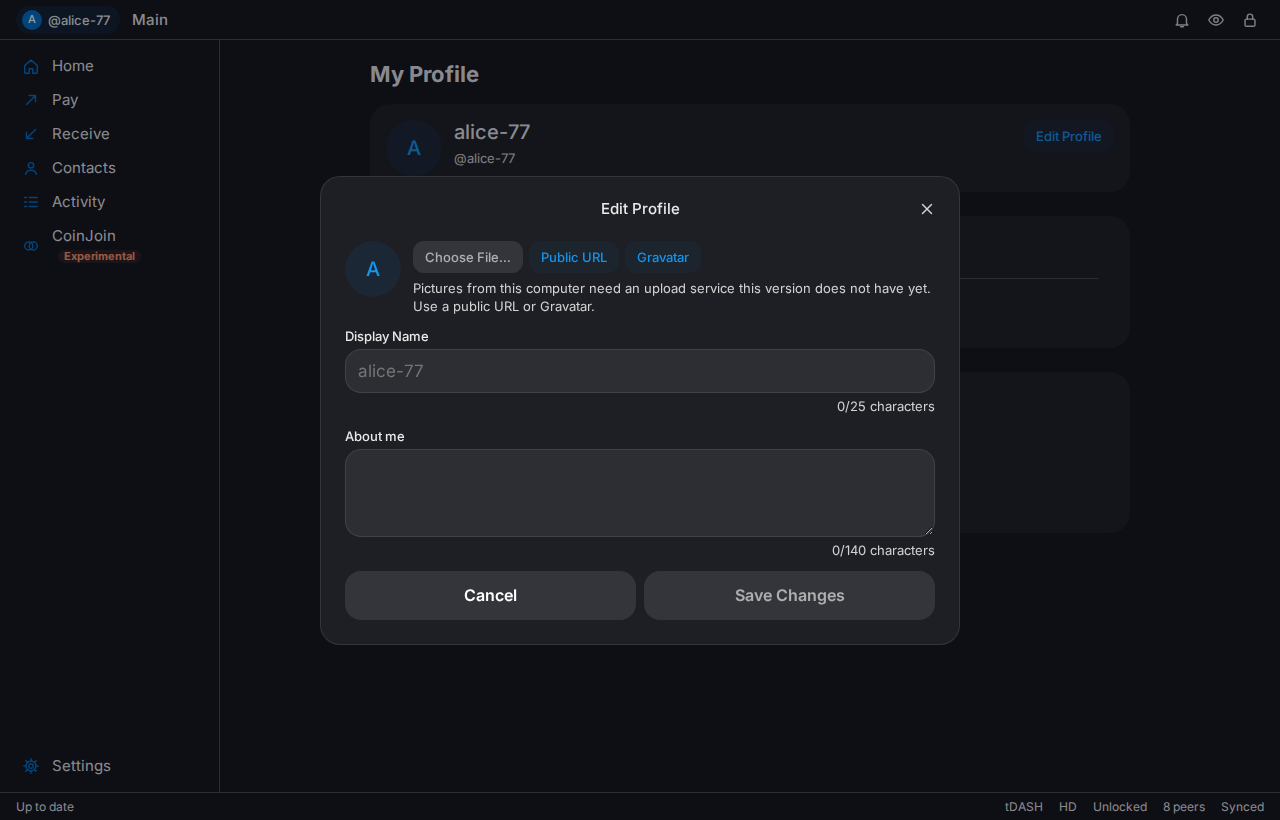 A @alice-77 Main
Home
Pay
Receive
Contacts
Activity
CoinJoin
Experimental
Settings
My Profile
A
alice-77
@alice-77
Edit Profile
Edit Profile
A
Choose File... Public URL Gravatar
Pictures from this computer need an upload service this version does not have yet.
Use a public URL or Gravatar.
Display Name
alice-77
0/25 characters
About me
0/140 characters
Cancel Save Changes
Up to date tDASH HD Unlocked 8 peers Synced